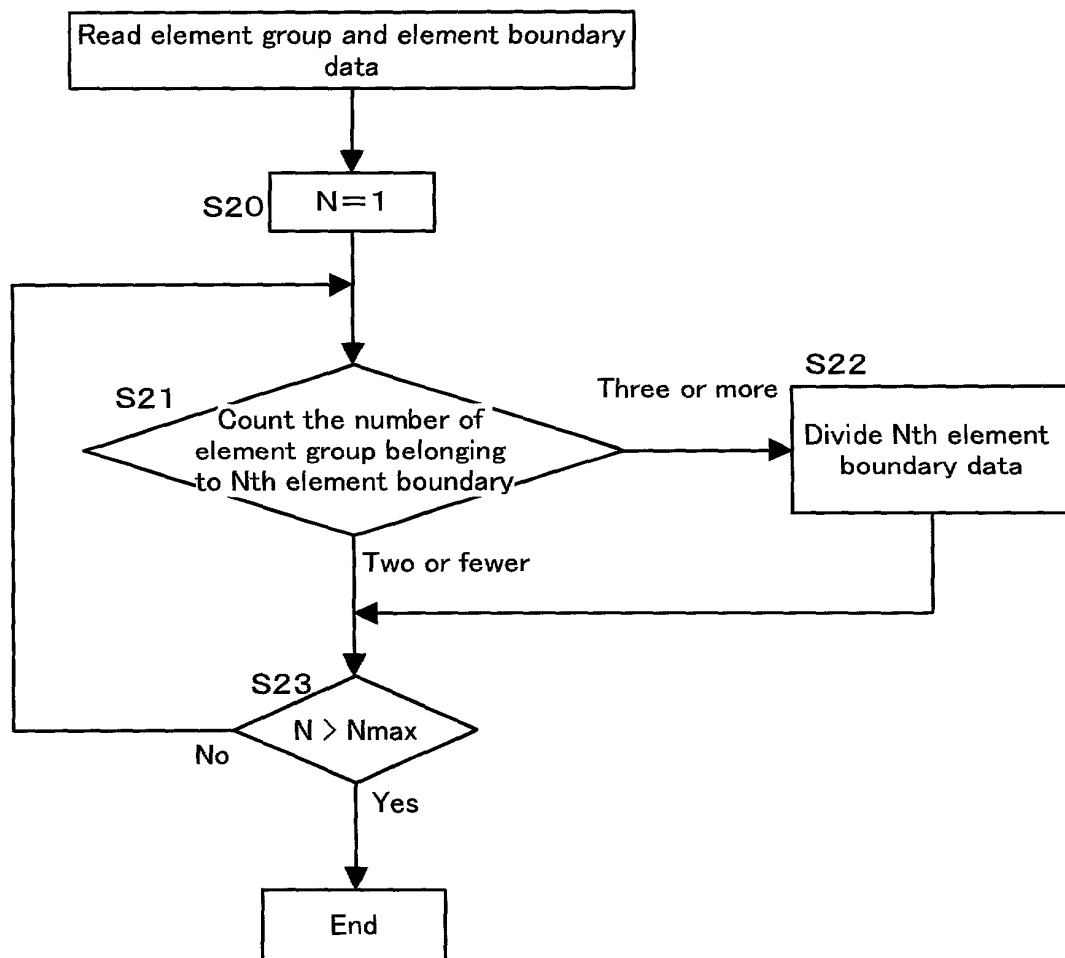 Read element group and element boundary
data
S20
N=1
S21
Count the number of
element group belonging
to Nth element boundary
Three or more
S22
Divide Nth element
boundary data
Two or fewer
S23
N > Nmax
No
Yes
End